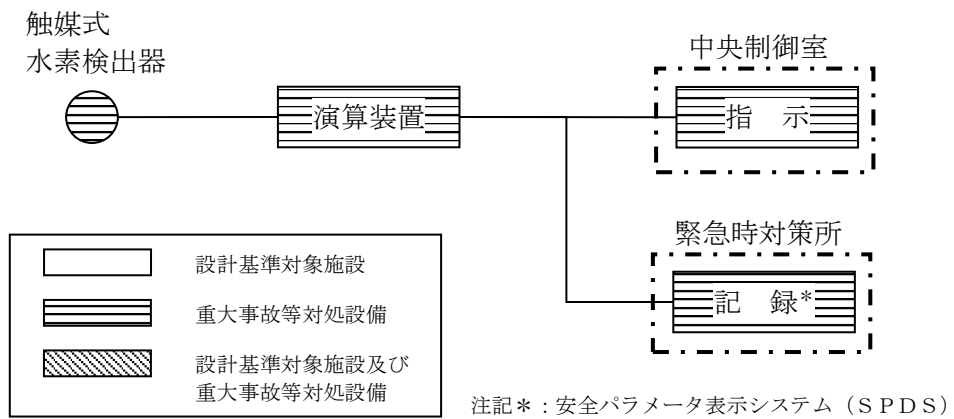 触媒式
水素検出器
中央制御室
演算装置
指　示
緊急時対策所
記　録*
設計基準対象施設
重大事故等対処設備
設計基準対象施設及び
重大事故等対処設備
注記＊：安全パラメータ表示システム（ＳＰＤＳ）